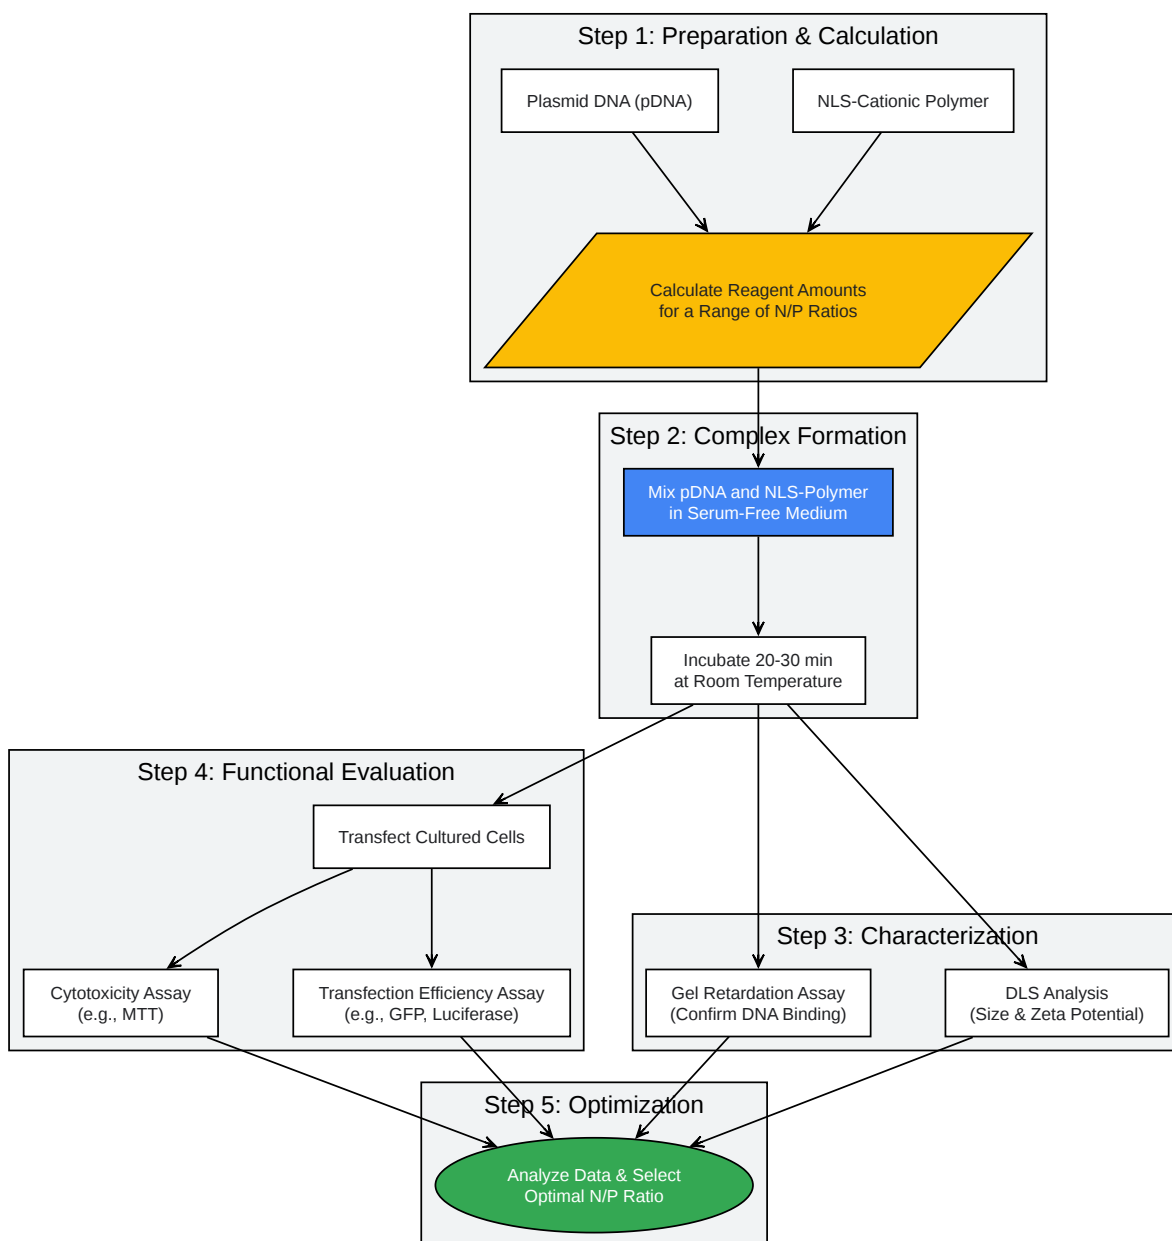 Step 1: Preparation & Calculation
Plasmid DNA (pDNA)
NLS-Cationic Polymer
Calculate Reagent Amounts
for a Range of N/P Ratios
Step 2: Complex Formation
Mix pDNA and NLS-Polymer
in Serum-Free Medium
Incubate 20-30 min
at Room Temperature
Step 4: Functional Evaluation
Transfect Cultured Cells
Cytotoxicity Assay
(e.g., MTT)
Transfection Efficiency Assay
(e.g., GFP, Luciferase)
Step 3: Characterization
Gel Retardation Assay
(Confirm DNA Binding)
DLS Analysis
(Size & Zeta Potential)
Step 5: Optimization
Analyze Data & Select
Optimal N/P Ratio